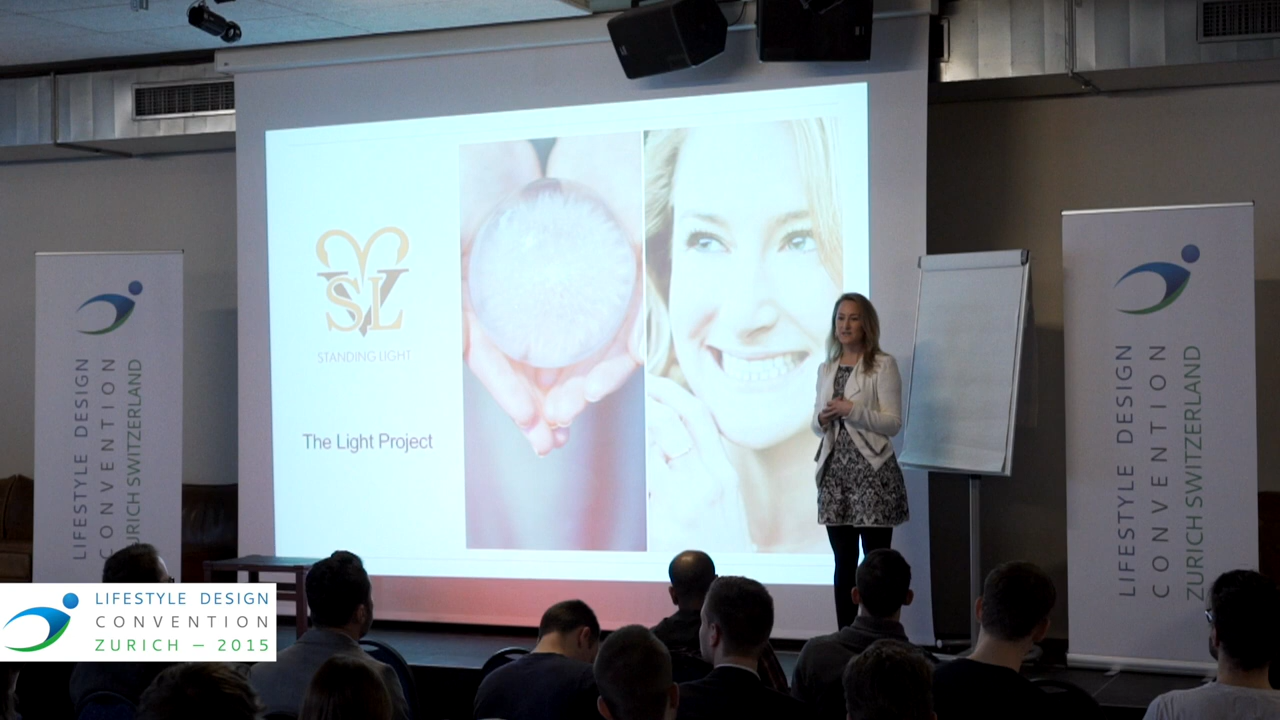 SL
STANDING LIGHT
The Light Project
LIFESTYLE DESIGN
CONVENTION
URICH SWITZERLAND
LIFESTYLE DESIGN
CONVENTION
ZURICH SWITZERLAND
LIFESTYLE DESIGN
CONVENTION
ZURICH – 2015